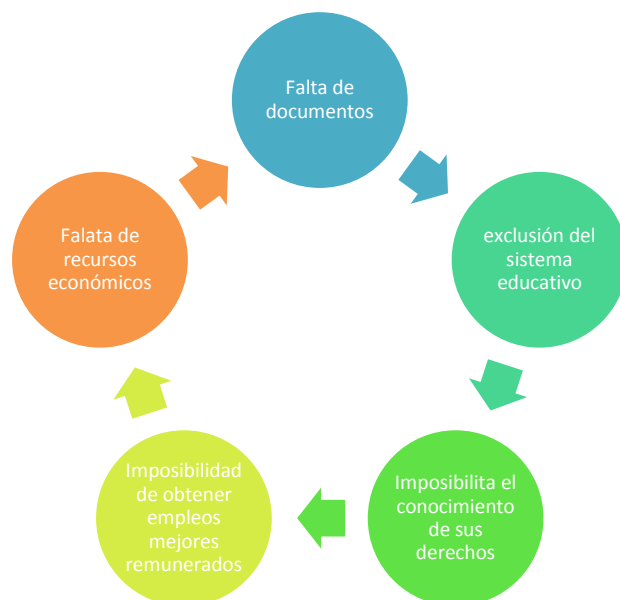 Falta de
documentos
exclusión del
sistema
educativo
Imposibilita el
conocimiento
de sus
derechos
Imposibilidad
de obtener
empleos
mejores
remunerados
Falata de
recursos
económicos